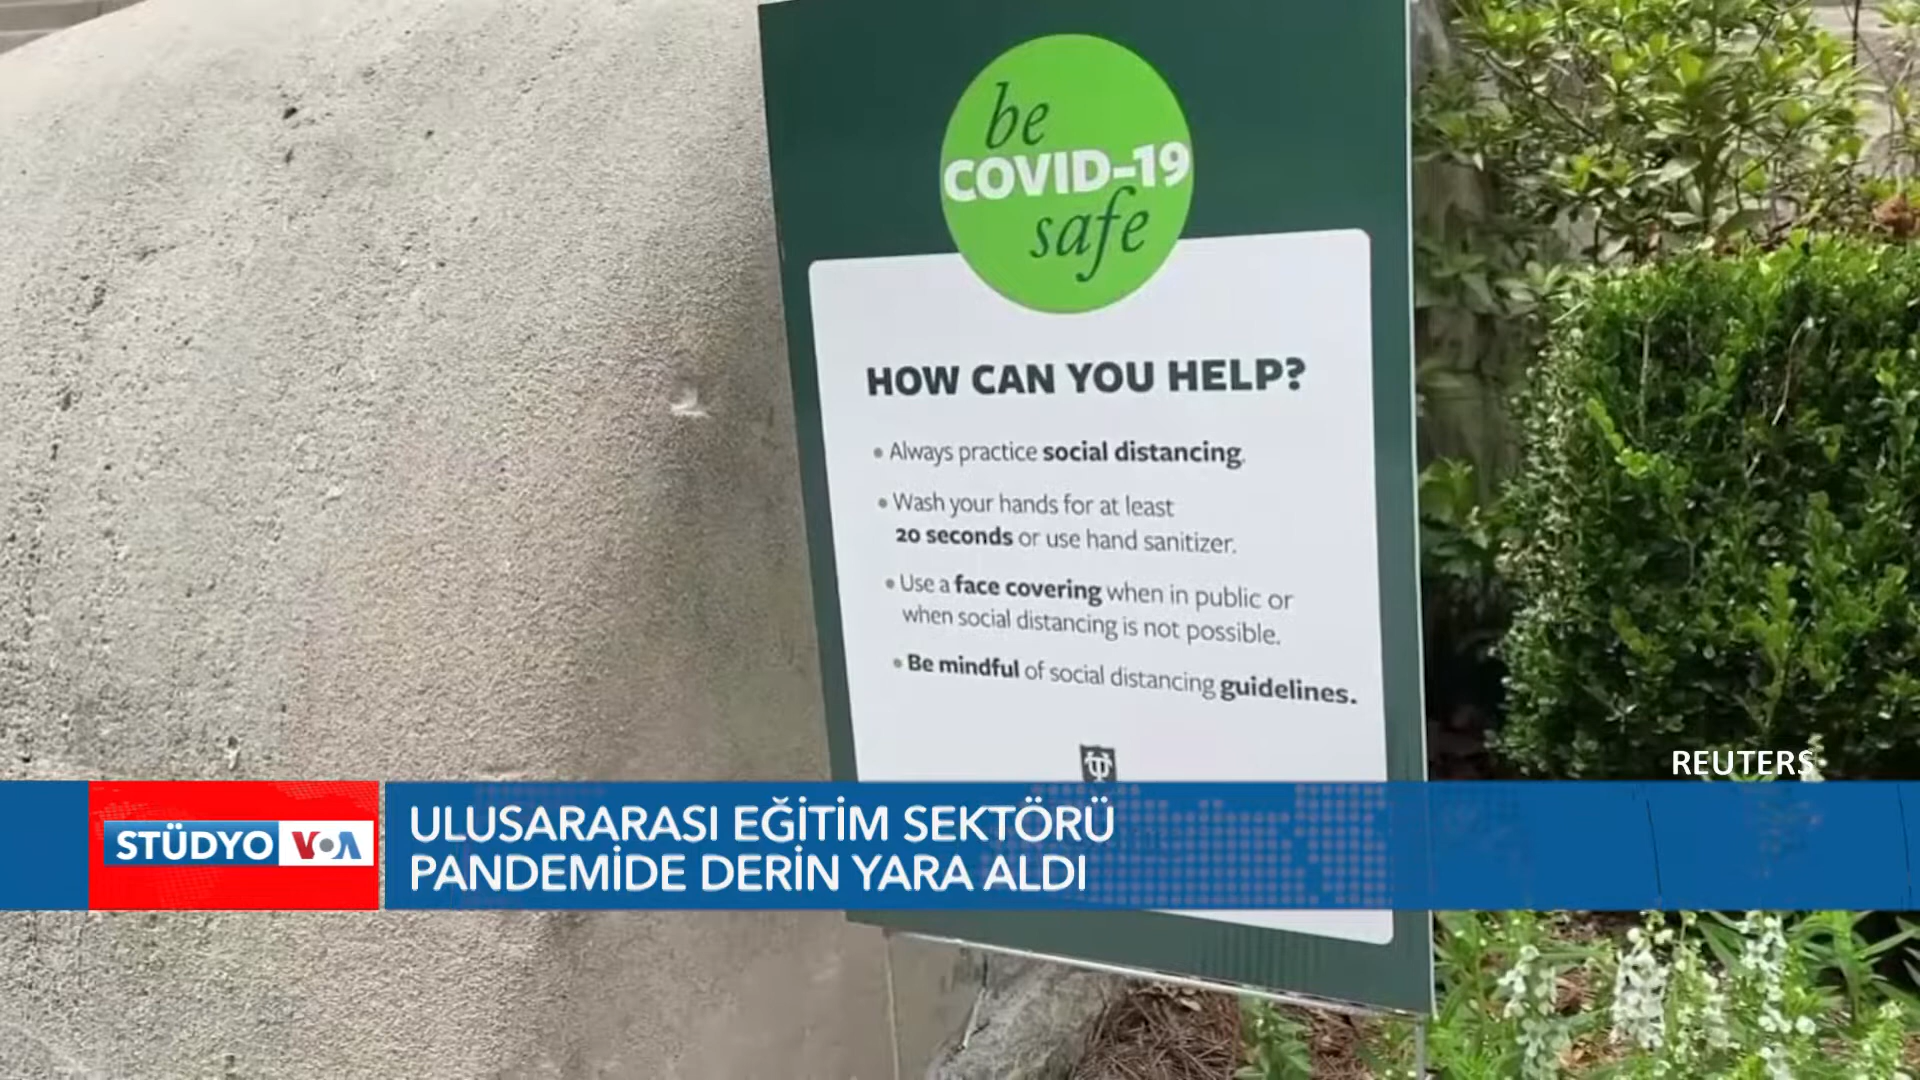 be
COVID-19
safe
HOW CAN YOU HELP?
• Always practice social distancing.
• Wash your hands for at least
20 seconds or use hand sanitizer.
• Use a face covering when in public or
when social distancing is not possible.
• Be mindful of social distancing guidelines.
REUTERS
STÜDYO VOA
ULUSARARASI EĞİTİM SEKTÖRÜ
PANDEMİDE DERİN YARA ALDI